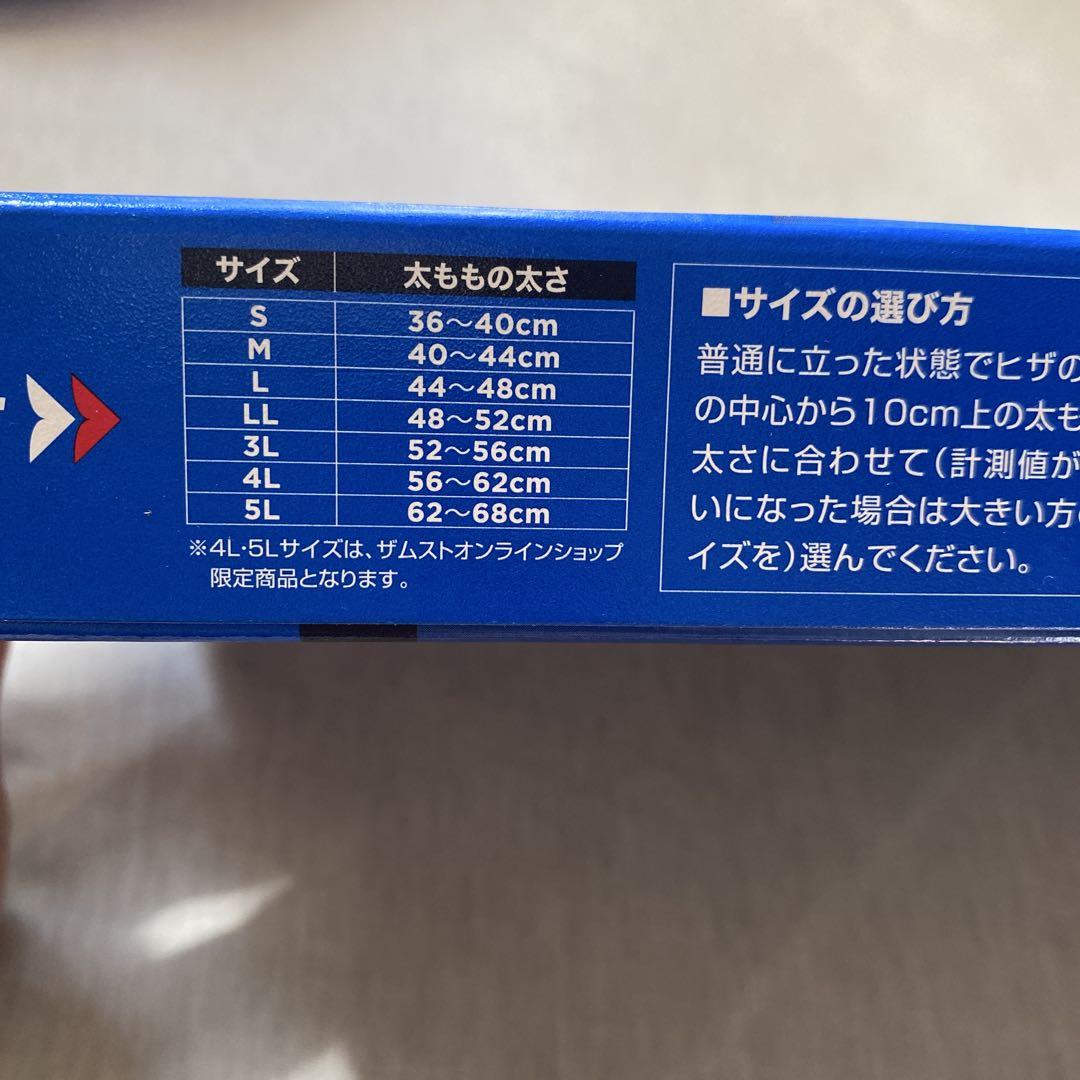 サイズ 太ももの太さ
S 36〜40cm
M 40〜44cm
L 44〜48cm
LL 48〜52cm
3L 52〜56cm
4L 56〜62cm
5L 62〜68cm
※4L・5Lサイズは、ザムストオンラインショップ
限定商品となります。
■サイズの選び方
普通に立った状態でヒザの
の中心から10cm上の太も
太さに合わせて(計測値が
いになった場合は大きい方
イズを)選んでください。